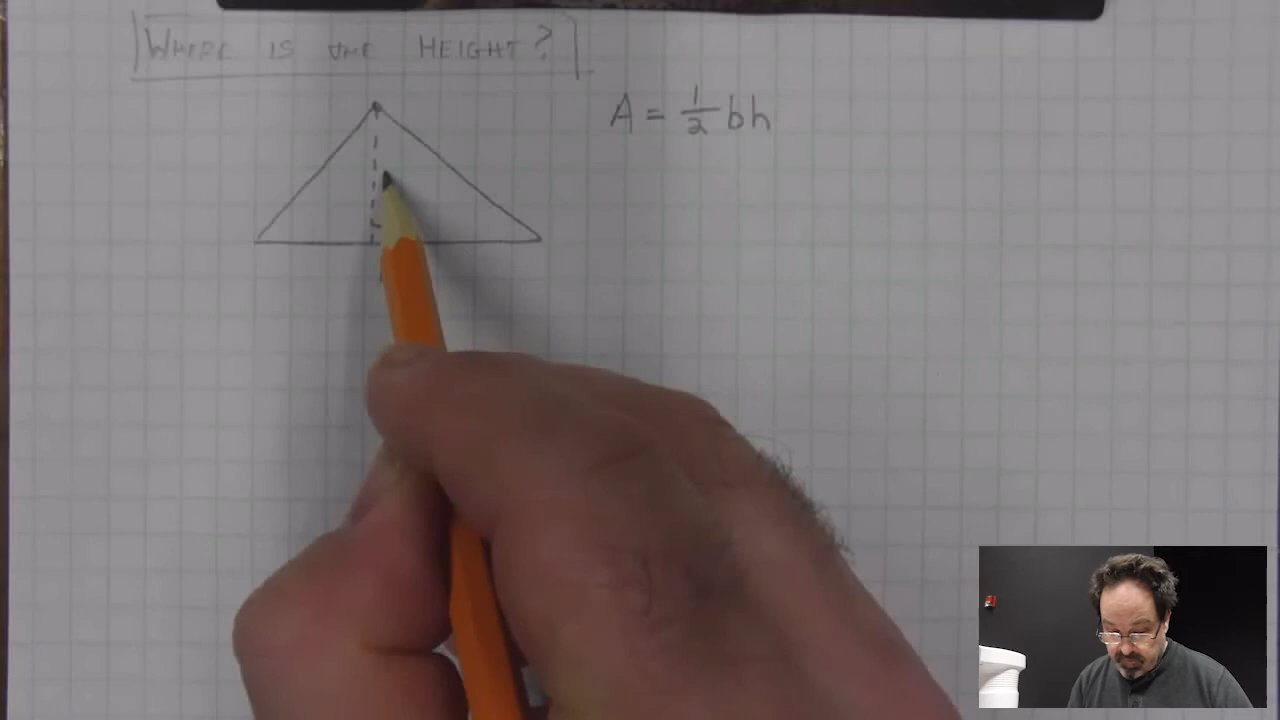 WHERE IS THE HEIGHT?
A = 1/2 bh